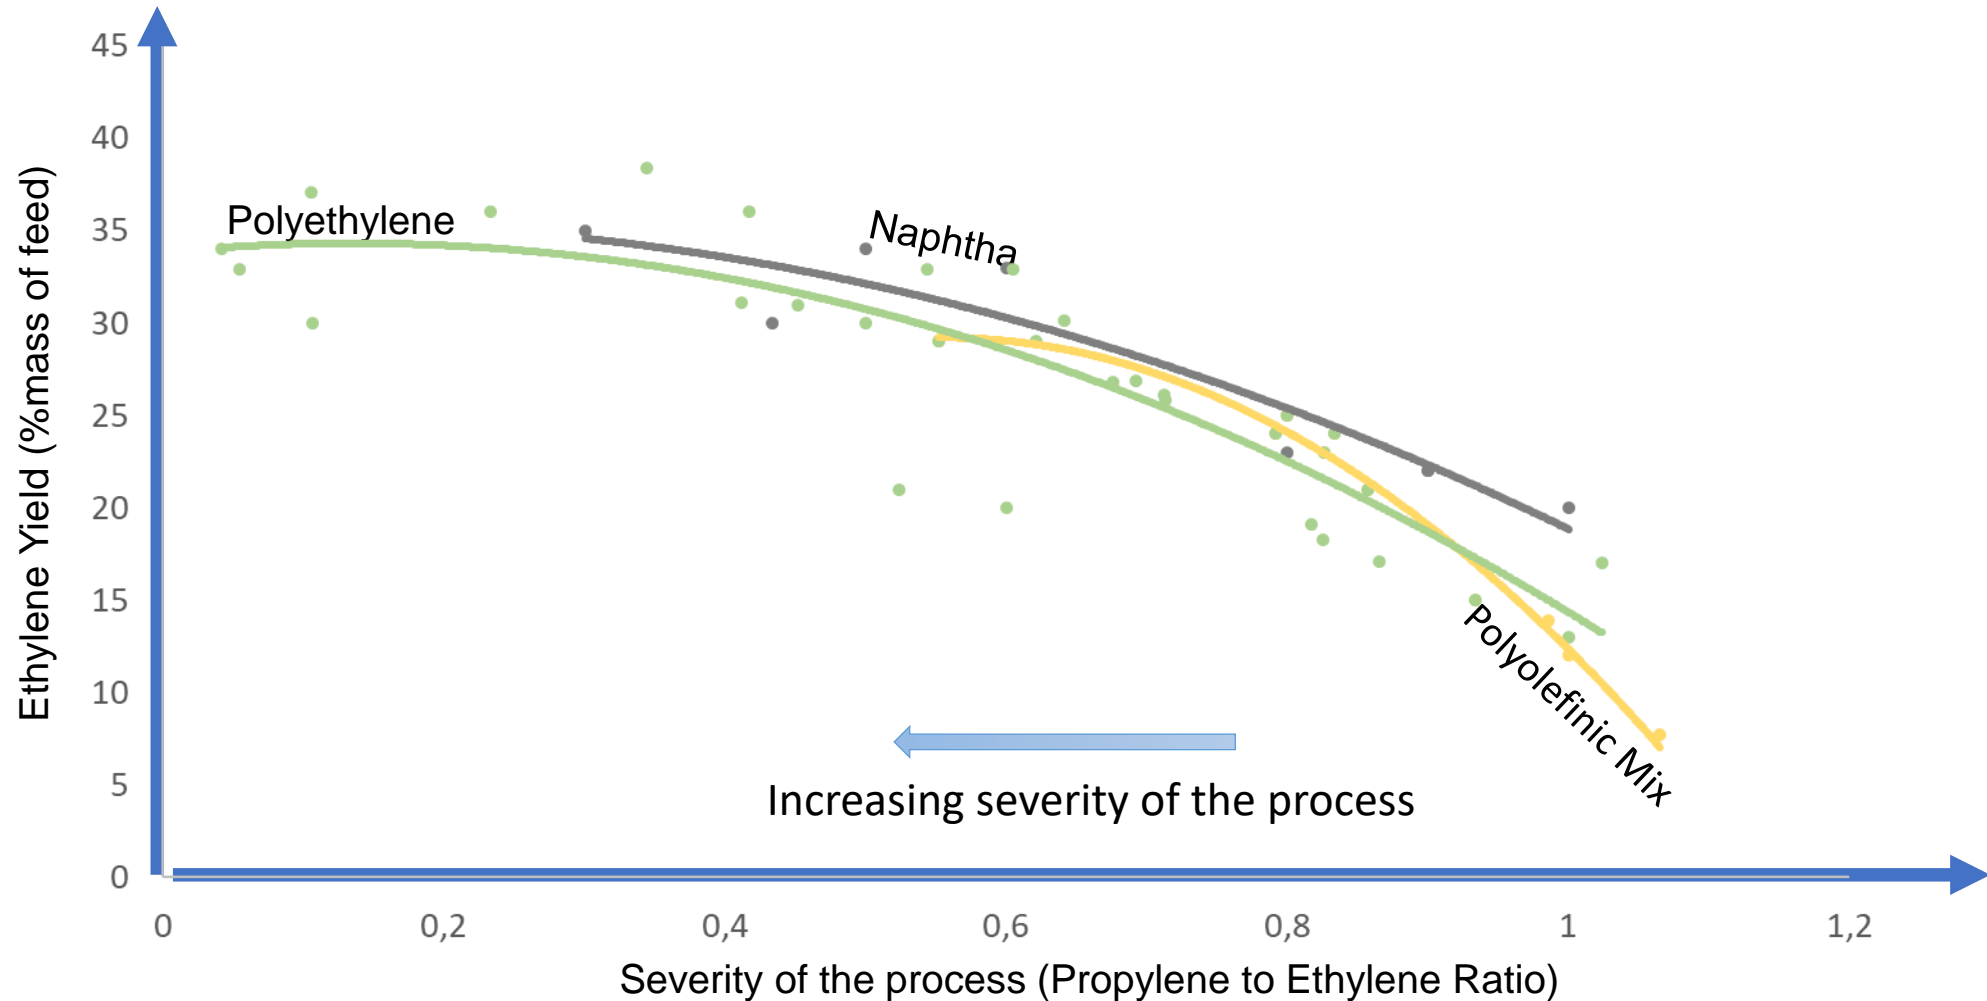 45
40
35
30
25
20
15
10
5
0
Ethylene Yield (%mass of feed)
Polyethylene
Naphtha
Polyolefinic Mix
Increasing severity of the process
0 0,2 0,4 0,6 0,8 1 1,2
Severity of the process (Propylene to Ethylene Ratio)